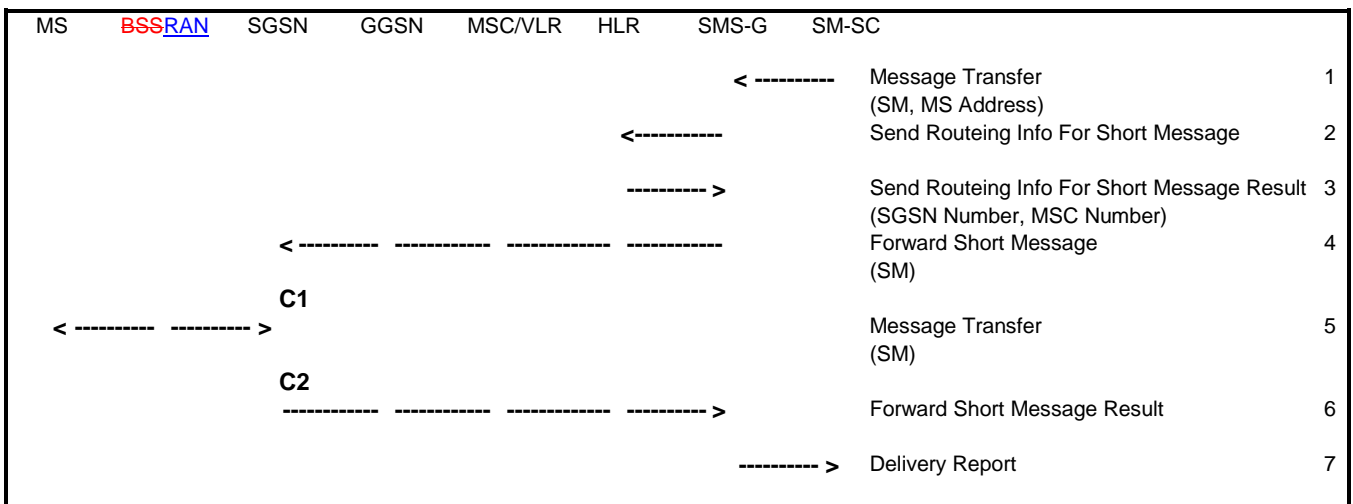 MS BSSRAN SGSN GGSN MSC/VLR HLR SMS-G SM-SC
< ---------- Message Transfer 1
(SM, MS Address)
<----------- Send Routeing Info For Short Message 2
---------- > Send Routeing Info For Short Message Result 3
(SGSN Number, MSC Number)
< ---------- ------------ ------------- ------------ Forward Short Message 4
(SM)
C1
< ---------- ---------- > Message Transfer 5
(SM)
C2
------------ ------------ ------------- ---------- > Forward Short Message Result 6
---------- > Delivery Report 7